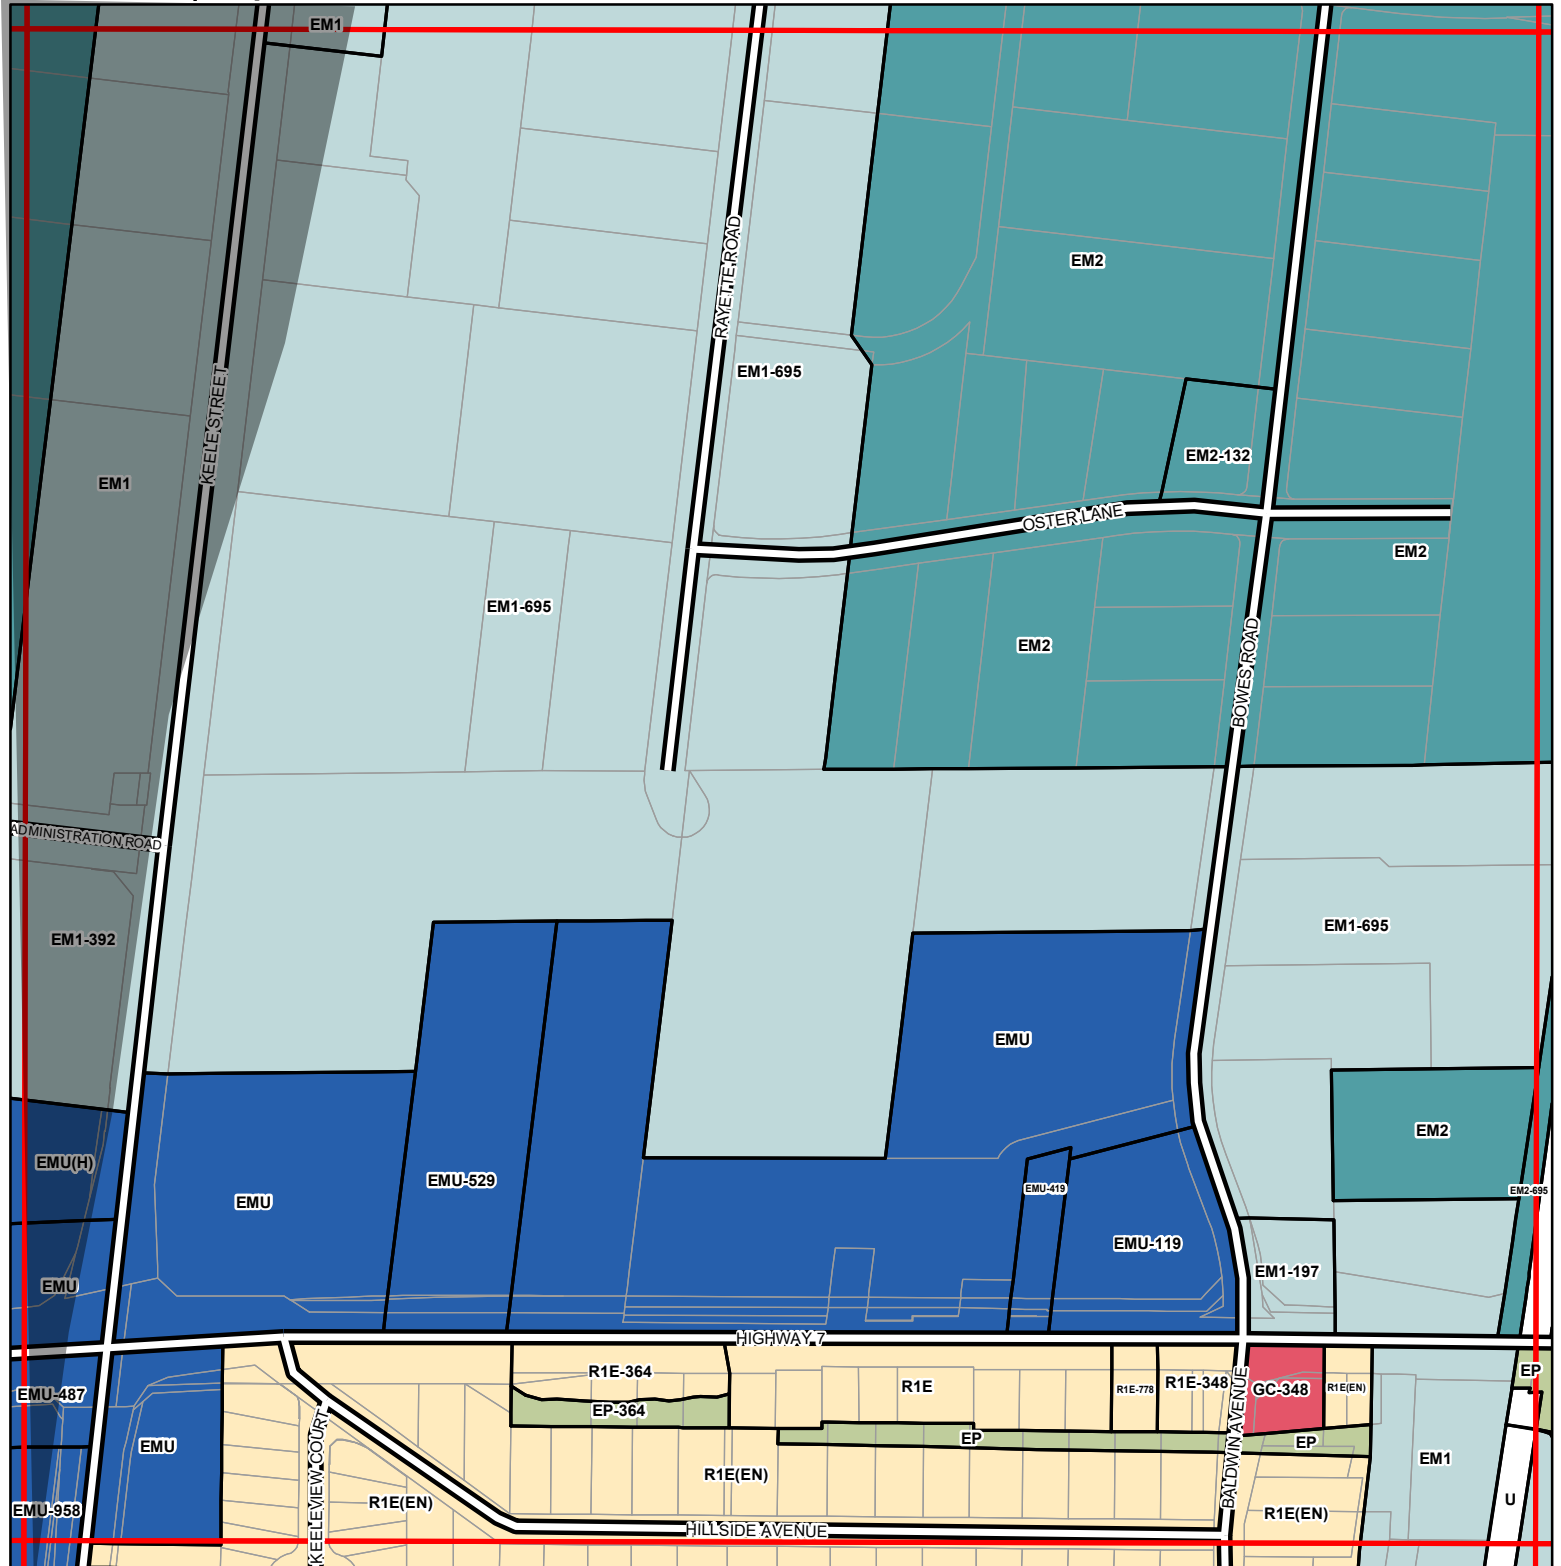 EM1
RAYETTE ROAD
EM2
EM1-695
KEELE STREET
EM2-132
EM1
OSTER LANE
EM2
EM1-695
EM2
BOWES ROAD
ADMINISTRATION ROAD
EM1-392
EM1-695
EMU
EM2
EMU(H)
EMU-529
EMU-419
EM2-695
EMU
EMU-119
EM1-197
EMU
HIGHWAY 7
R1E-364
EP
R1E-348
R1E
R1E-778
GC-348
R1E(EN)
EMU-487
EP-364
BALDWIN AVENUE
EP
EP
EMU
EM1
R1E(EN)
KEELEVIEW COURT
R1E(EN)
U
EMU-958
R1E(EN)
HILLSIDE AVENUE